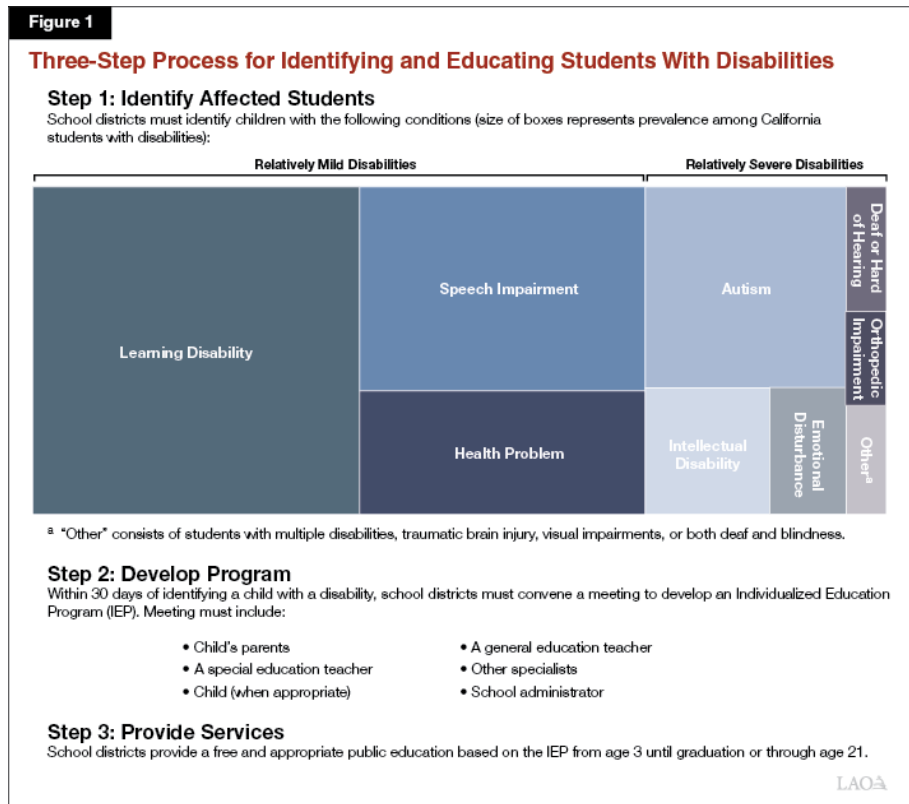 Figure 1
Three-Step Process for Identifying and Educating Students With Disabilities
Step 1: Identify Affected Students
School districts must identify children with the following conditions (size of boxes represents prevalence among California
students with disabilities):
Relatively Mild Disabilities
Relatively Severe Disabilities
Learning Disability
Speech Impairment
Health Problem
Autism
Intellectual
Disability
Emotional
Disturbance
Deaf or Hard
of Hearing
Orthopedic
Impairment
Otherᵃ
ᵃ "Other" consists of students with multiple disabilities, traumatic brain injury, visual impairments, or both deaf and blindness.
Step 2: Develop Program
Within 30 days of identifying a child with a disability, school districts must convene a meeting to develop an Individualized Education
Program (IEP). Meeting must include:
• Child's parents
• A special education teacher
• Child (when appropriate)
• A general education teacher
• Other specialists
• School administrator
Step 3: Provide Services
School districts provide a free and appropriate public education based on the IEP from age 3 until graduation or through age 21.
LAO